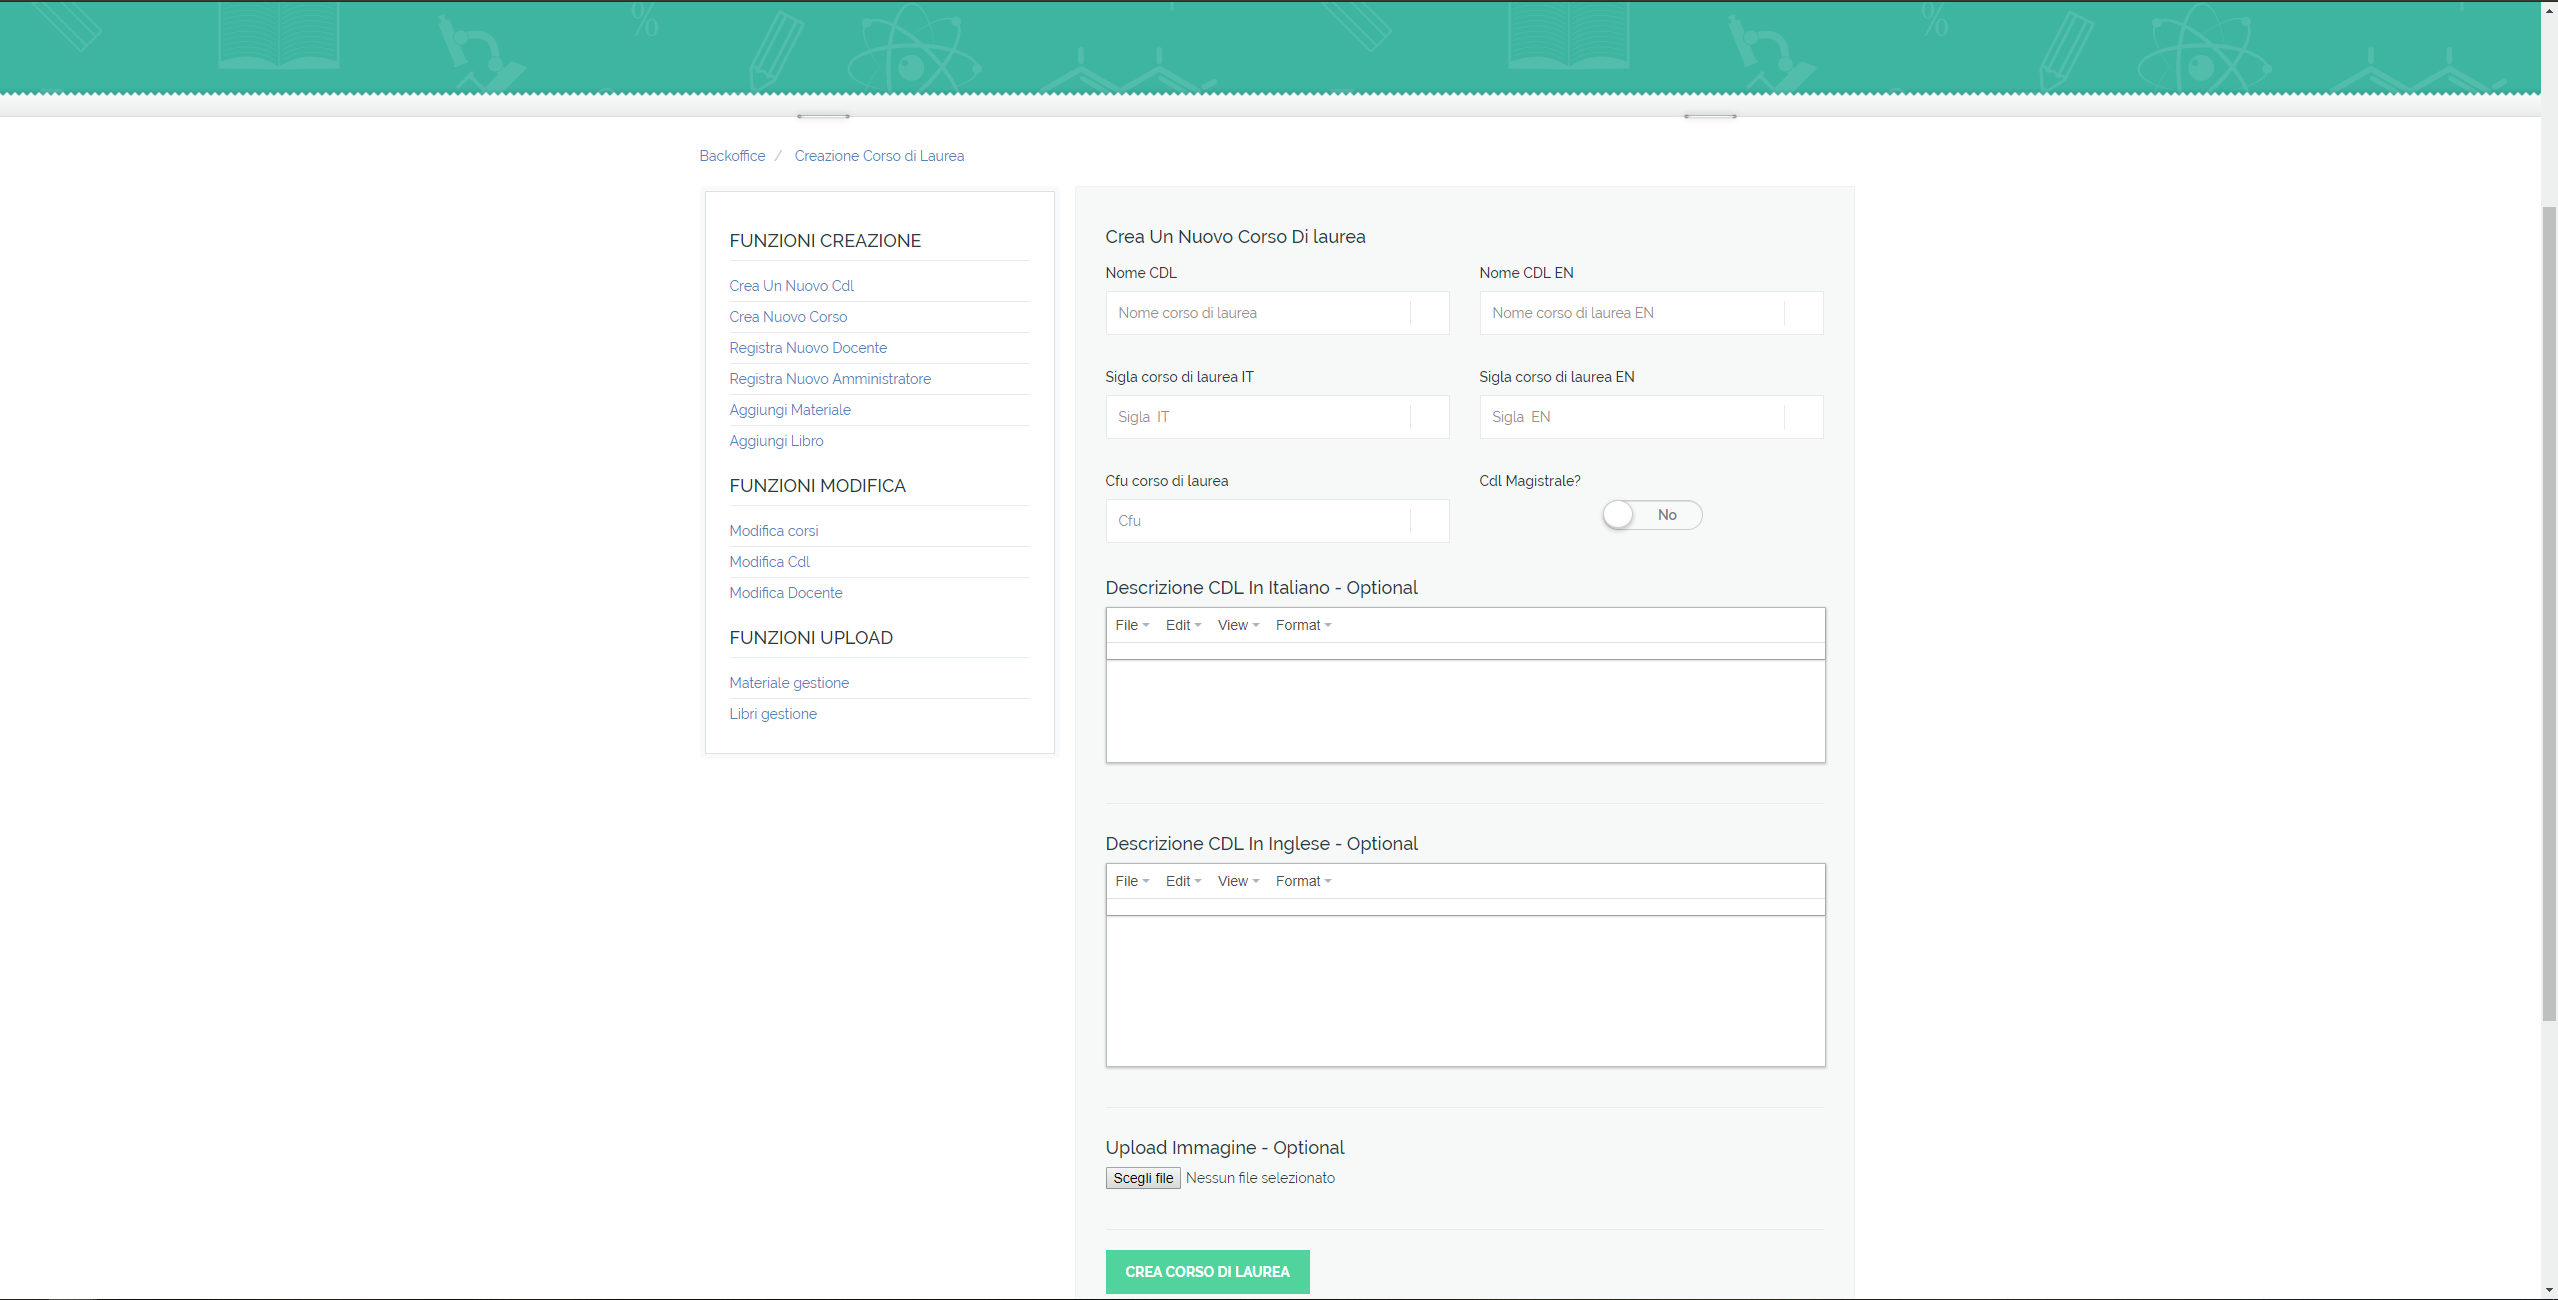 %
%
Backoffice / Creazione Corso di Laurea
FUNZIONI CREAZIONE
Crea Un Nuovo Cdl
Crea Nuovo Corso
Registra Nuovo Docente
Registra Nuovo Amministratore
Aggiungi Materiale
Aggiungi Libro
FUNZIONI MODIFICA
Modifica corsi
Modifica Cdl
Modifica Docente
FUNZIONI UPLOAD
Materiale gestione
Libri gestione
Crea Un Nuovo Corso Di laurea
Nome CDL
Nome corso di laurea
Nome CDL EN
Nome corso di laurea EN
Sigla corso di laurea IT
Sigla IT
Sigla corso di laurea EN
Sigla EN
Cfu corso di laurea
Cfu
Cdl Magistrale?
No
Descrizione CDL In Italiano - Optional
File Edit View Format
Descrizione CDL In Inglese - Optional
File Edit View Format
Upload Immagine - Optional
Scegli file Nessun file selezionato
CREA CORSO DI LAUREA